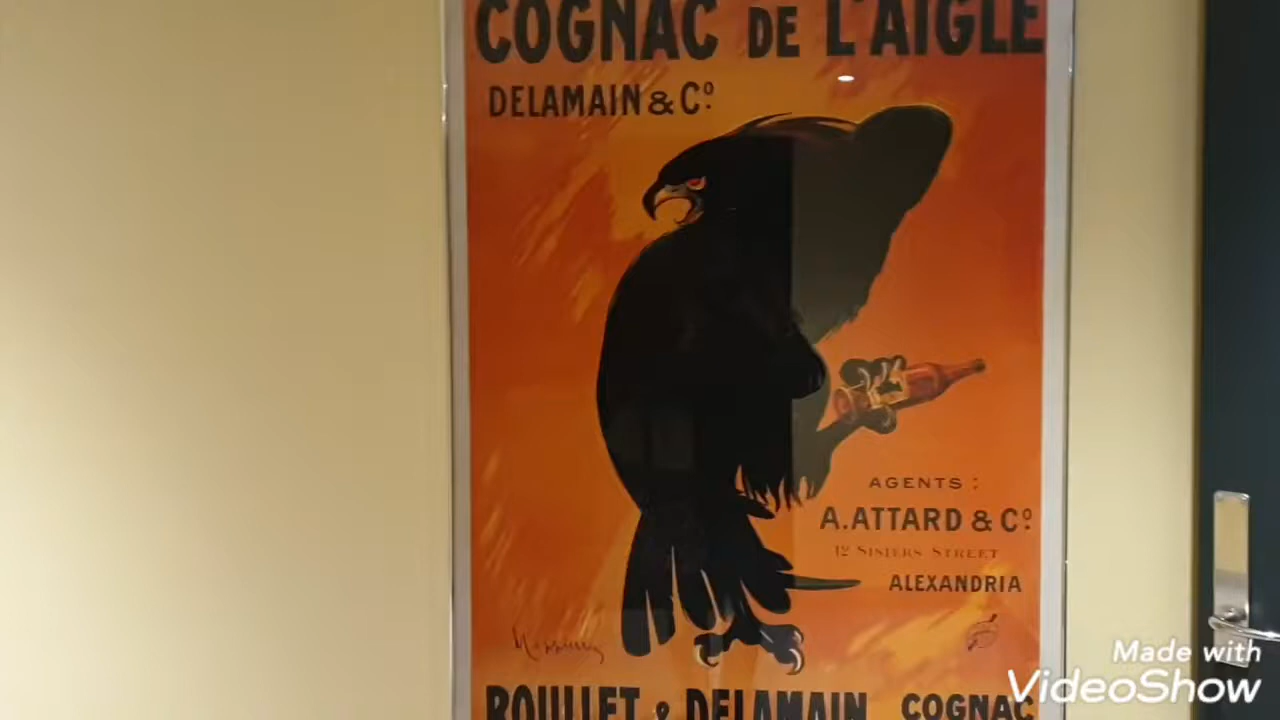 COGNAC DE L'AIGLE
DELAMAIN & Cº
AGENTS :
A.ATTARD & Cº
12 SISTERS STREET
ALEXANDRIA
ROULLET & DELAMAIN COGNAC
Made with
VideoShow